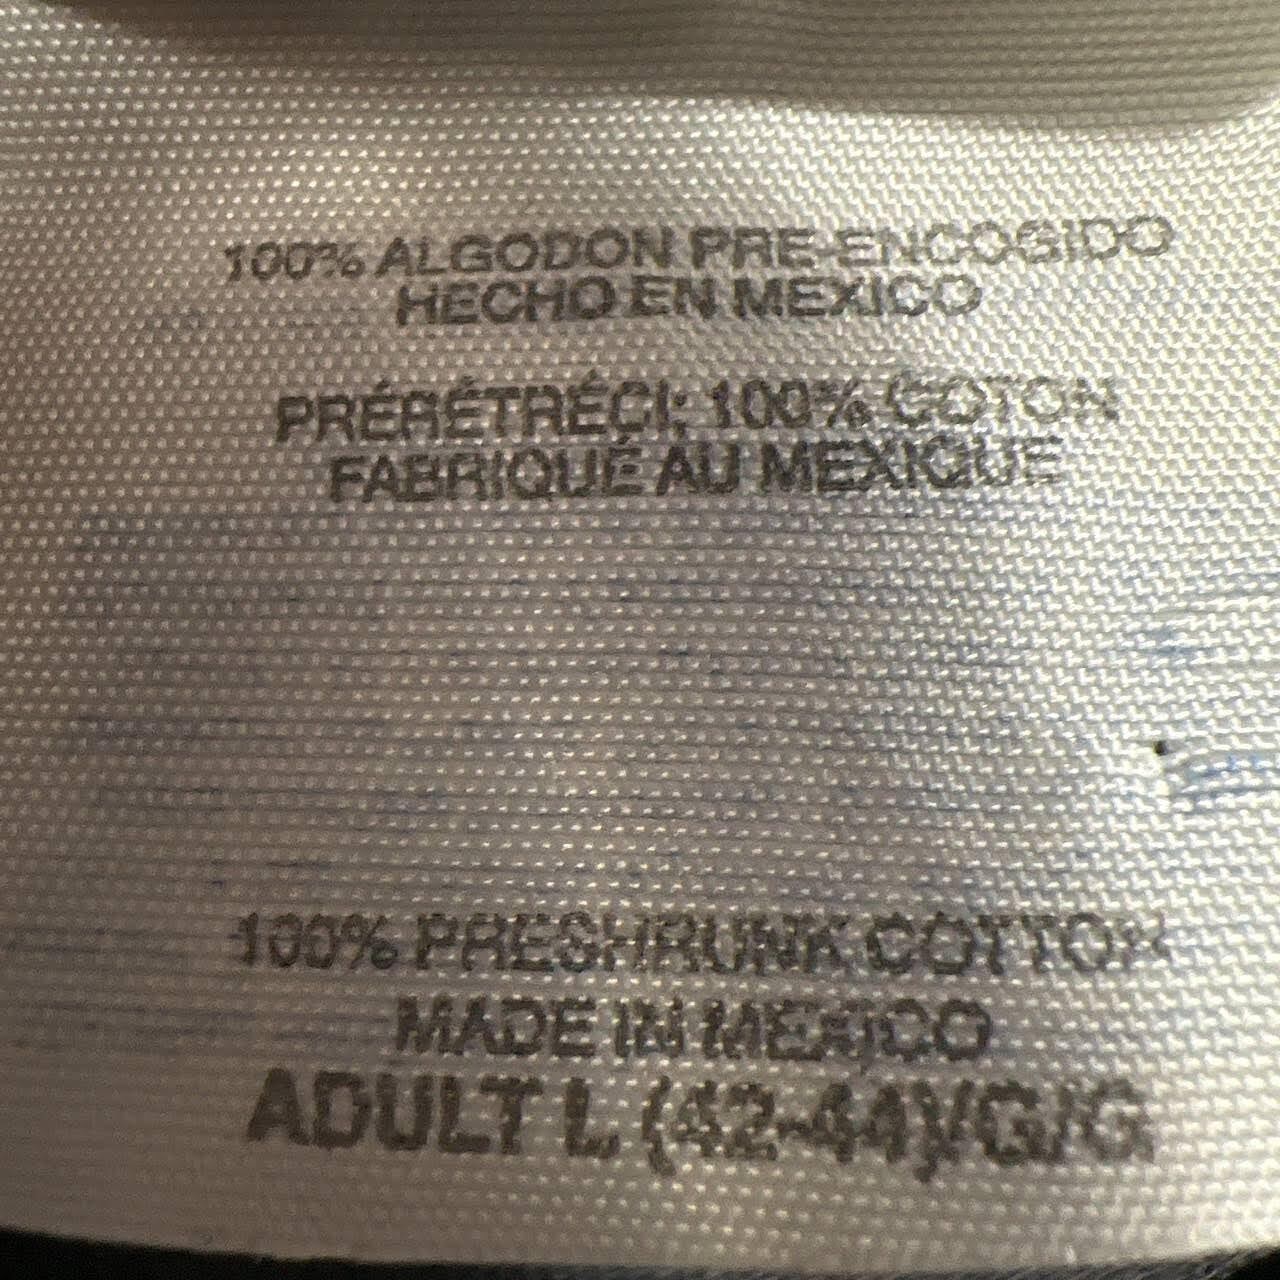 100% ALGODON PRE-ENCOGIDO
HECHO EN MEXICO
PRÉRÉTRÉCI; 100% COTON
FABRIQUÉ AU MEXIQUE
100% PRESHRUNK COTTON
MADE IN MEXICO
ADULT L (42-44)/G/G